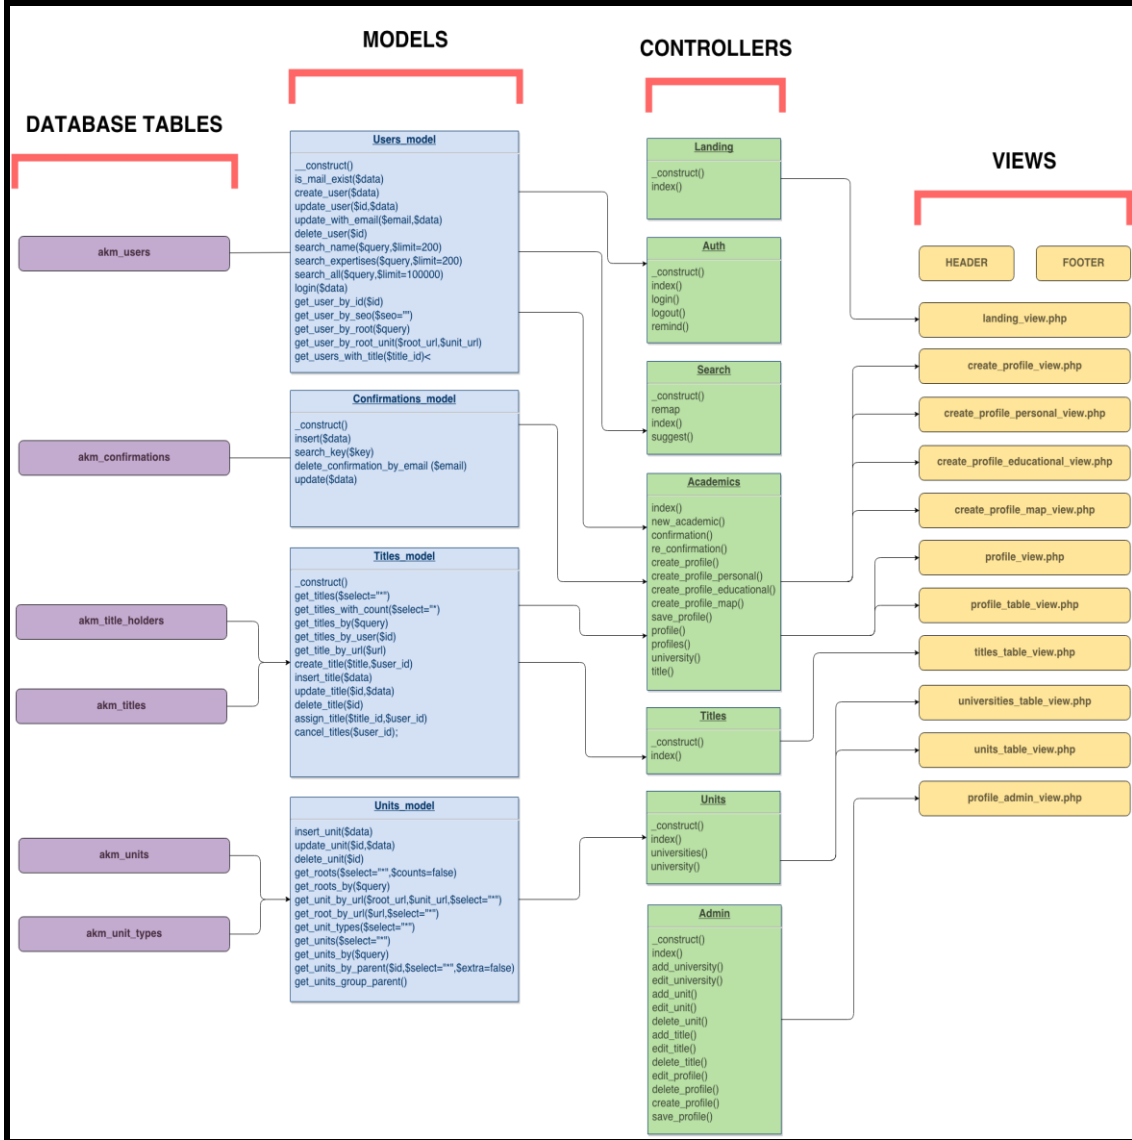 MODELS
CONTROLLERS
DATABASE TABLES
VIEWS
akm_users
akm_confirmations
akm_title_holders
akm_titles
akm_units
akm_unit_types
Users_model
__construct()
is_mail_exist($data)
create_user($data)
update_user($id,$data)
update_with_email($email,$data)
delete_user($id)
search_name($query,$limit=200)
search_expertises($query,$limit=200)
search_all($query,$limit=100000)
login($data)
get_user_by_id($id)
get_user_by_seo($seo="")
get_user_by_root($query)
get_user_by_root_unit($root_url,$unit_url)
get_users_with_title($title_id)<
Confirmations_model
_construct()
insert($data)
search_key($key)
delete_confirmation_by_email ($email)
update($data)
Titles_model
_construct()
get_titles($select="*")
get_titles_with_count($select="*")
get_titles_by($query)
get_titles_by_user($id)
get_title_by_url($url)
create_title($title,$user_id)
insert_title($data)
update_title($id,$data)
delete_title($id)
assign_title($title_id,$user_id)
cancel_titles($user_id);
Units_model
insert_unit($data)
update_unit($id,$data)
delete_unit($id)
get_roots($select="*",$counts=false)
get_roots_by($query)
get_unit_by_url($root_url,$unit_url,$select="*")
get_root_by_url($url,$select="*")
get_unit_types($select="*")
get_units($select="*")
get_units_by($query)
get_units_by_parent($id,$select="*",$extra=false)
get_units_group_parent()
Landing
_construct()
index()
Auth
_construct()
index()
login()
logout()
remind()
Search
_construct()
remap
index()
suggest()
Academics
index()
new_academic()
confirmation()
re_confirmation()
create_profile()
create_profile_personal()
create_profile_educational()
create_profile_map()
save_profile()
profile()
profiles()
university()
title()
Titles
_construct()
index()
Units
_construct()
index()
universities()
university()
Admin
_construct()
index()
add_university()
edit_university()
add_unit()
edit_unit()
delete_unit()
add_title()
edit_title()
delete_title()
edit_profile()
delete_profile()
create_profile()
save_profile()
HEADER
FOOTER
landing_view.php
create_profile_view.php
create_profile_personal_view.php
create_profile_educational_view.php
create_profile_map_view.php
profile_view.php
profile_table_view.php
titles_table_view.php
universities_table_view.php
units_table_view.php
profile_admin_view.php